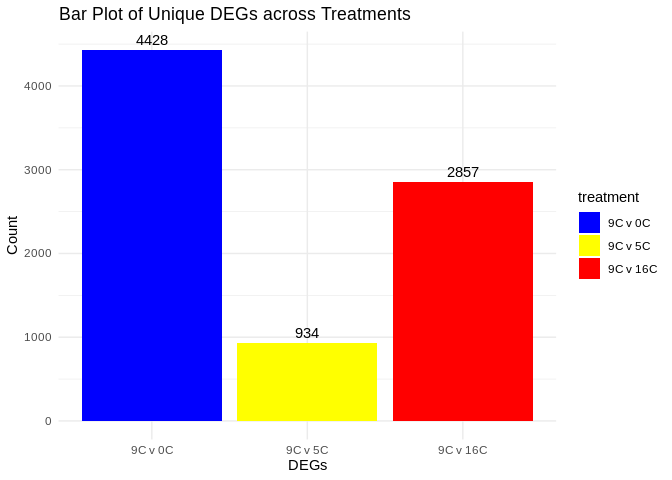 Bar Plot of Unique DEGs across Treatments
4428
4000
3000
2857
treatment
9C v 0C
9C v 5C
9C v 16C
Count
2000
1000
934
0
9C v 0C
9C v 5C
9C v 16C
DEGs